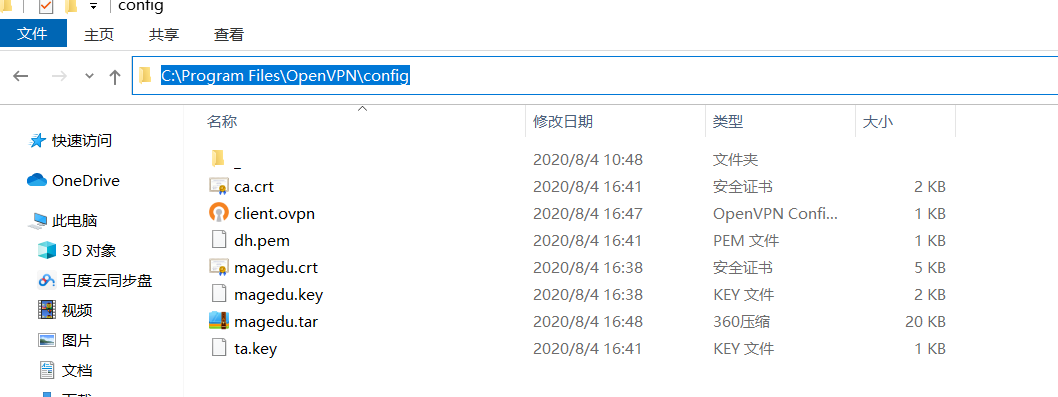 config
文件 主页 共享 查看
C:\Program Files\OpenVPN\config
名称 修改日期 类型 大小
快速访问
OneDrive
此电脑
3D 对象
百度云同步盘
视频
图片
文档
_ 2020/8/4 10:48 文件夹
ca.crt 2020/8/4 16:41 安全证书 2 KB
client.ovpn 2020/8/4 16:47 OpenVPN Confi... 1 KB
dh.pem 2020/8/4 16:41 PEM 文件 1 KB
magedu.crt 2020/8/4 16:38 安全证书 5 KB
magedu.key 2020/8/4 16:38 KEY 文件 2 KB
magedu.tar 2020/8/4 16:48 360压缩 20 KB
ta.key 2020/8/4 16:41 KEY 文件 1 KB